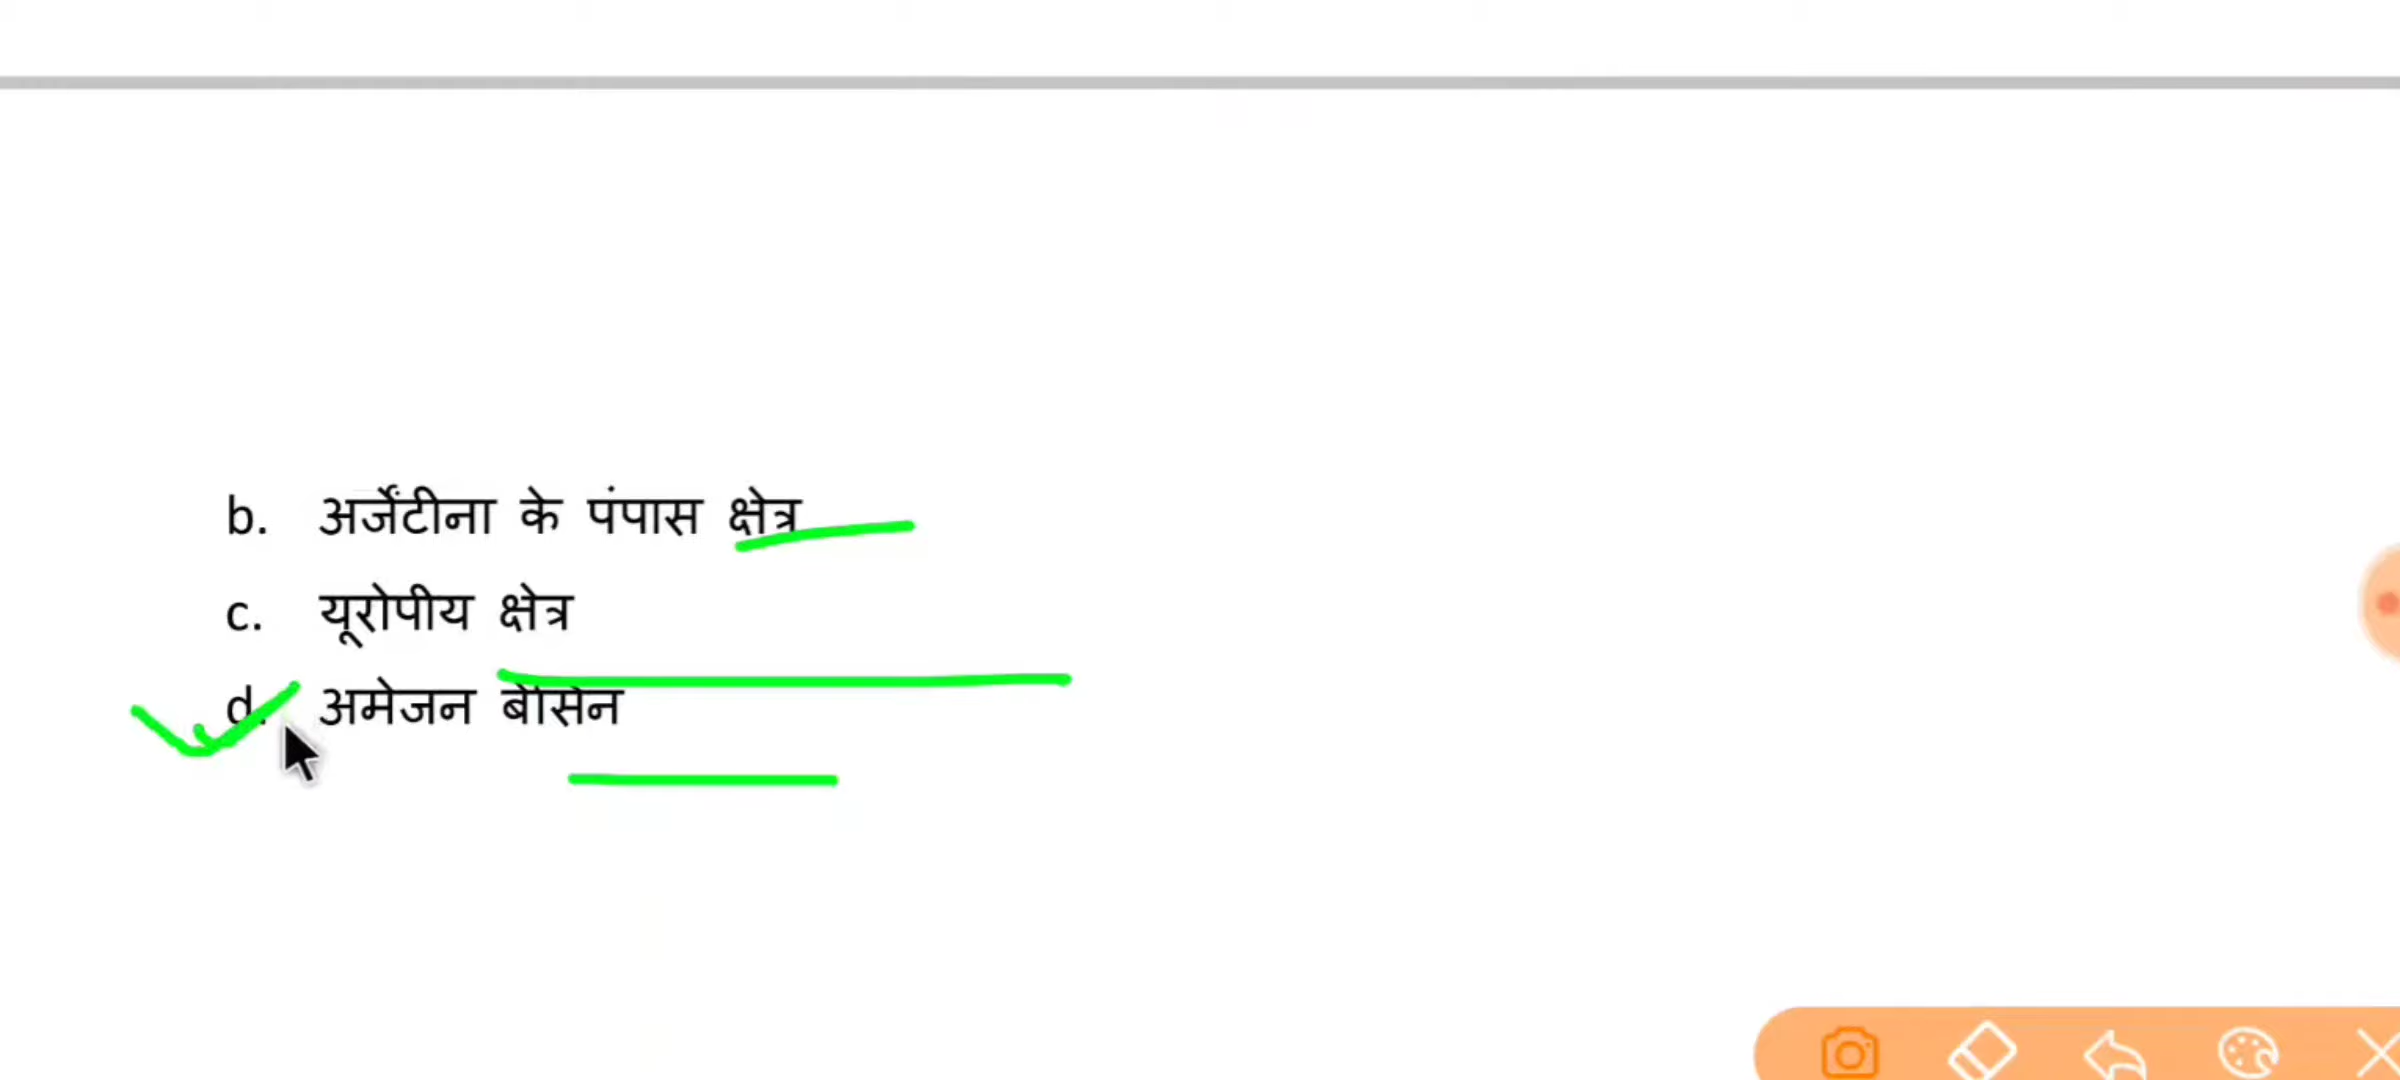 b. अर्जेंटीना के पंपास क्षेत्र
c. यूरोपीय क्षेत्र
d. अमेजन बेसिन